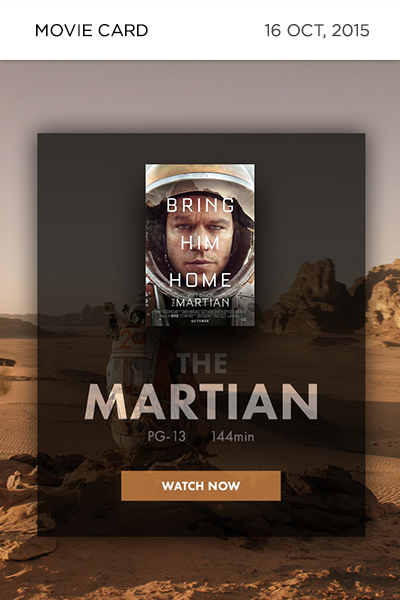 MOVIE CARD
16 OCT, 2015
BRING
HIM
HOME
THE MARTIAN
OCTOBER
THE
MARTIAN
PG-13
144min
WATCH NOW